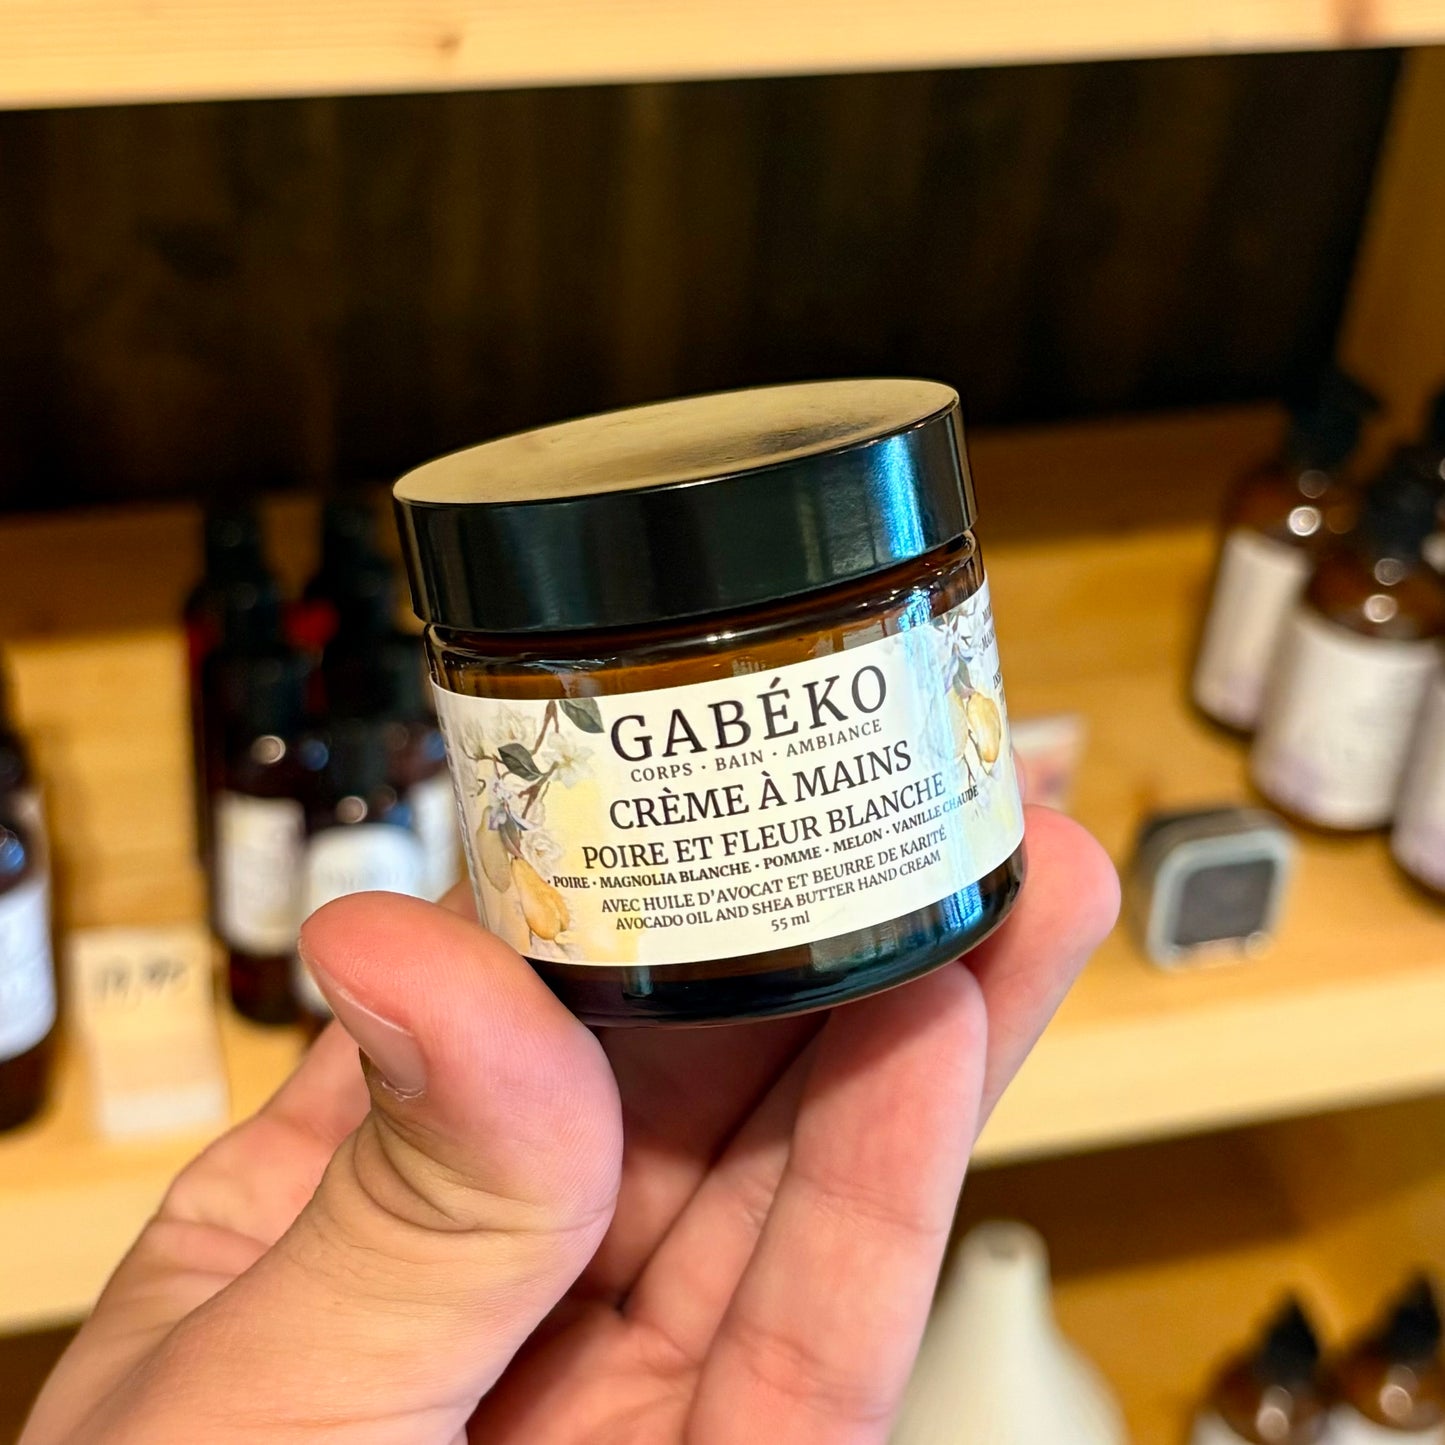 GABÉKO
CORPS · BAIN · AMBIANCE
CRÈME À MAINS
POIRE ET FLEUR BLANCHE
· POIRE · MAGNOLIA BLANCHE · POMME · MELON · VANILLE CHAUDE
AVEC HUILE D'AVOCAT ET BEURRE DE KARITÉ
AVOCADO OIL AND SHEA BUTTER HAND CREAM
55 ml